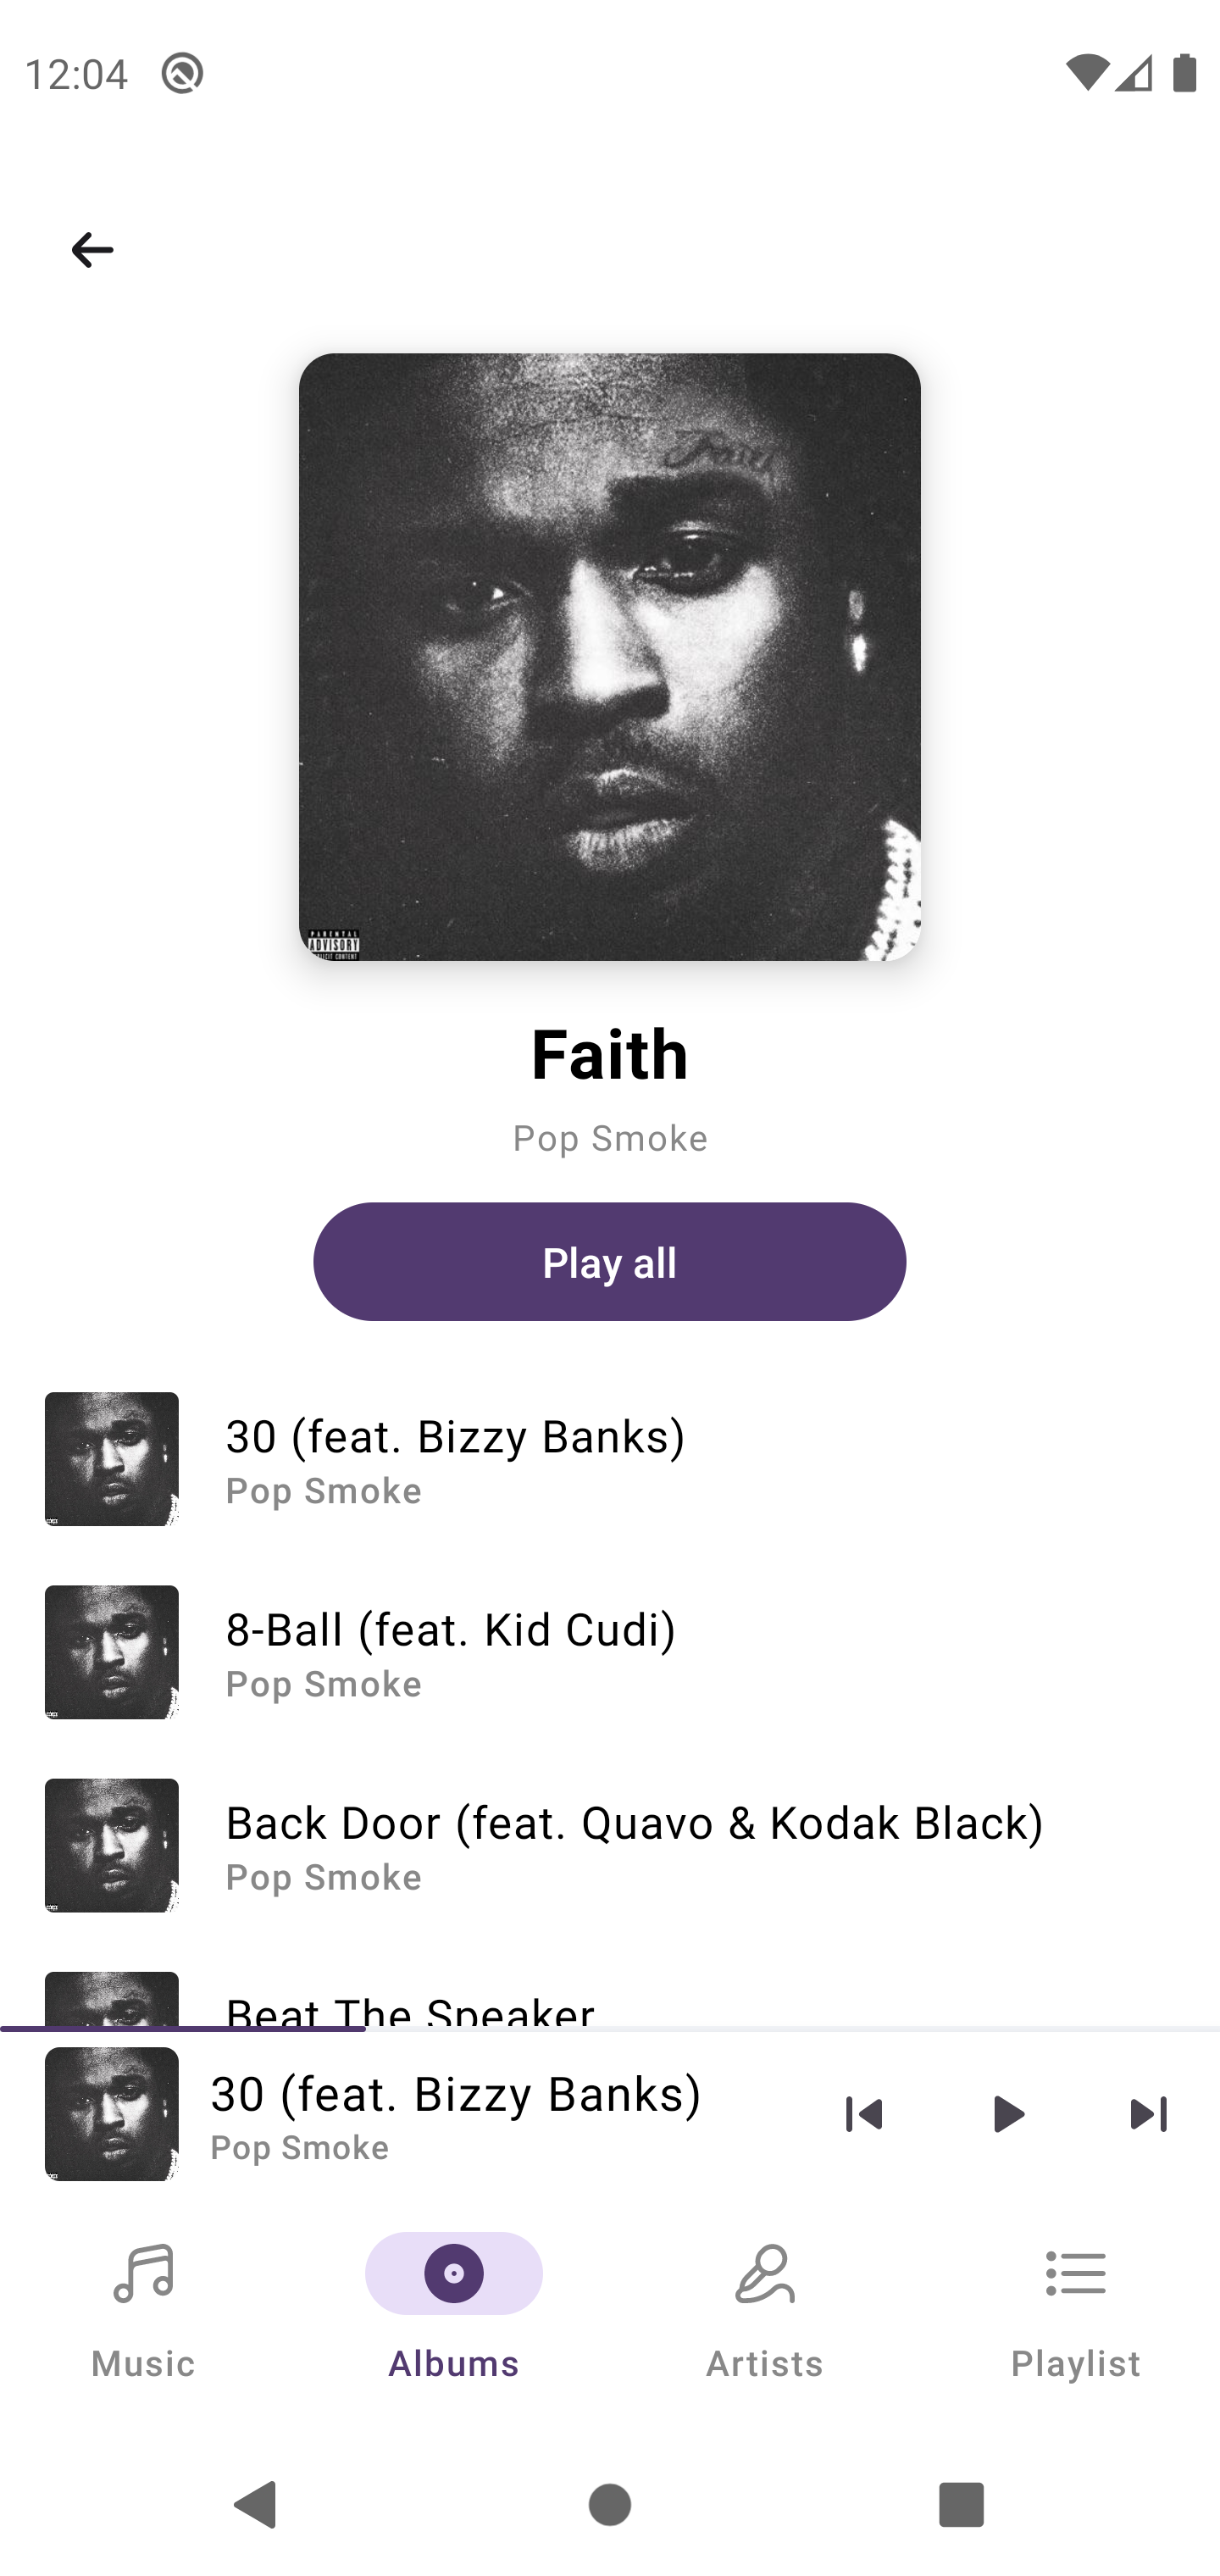 12:04
PARENTAL
ADVISORY
EXPLICIT CONTENT
Faith
Pop Smoke
Play all
30 (feat. Bizzy Banks)
Pop Smoke
8-Ball (feat. Kid Cudi)
Pop Smoke
Back Door (feat. Quavo & Kodak Black)
Pop Smoke
Beat The Speaker
30 (feat. Bizzy Banks)
Pop Smoke
Music
Albums
Artists
Playlist